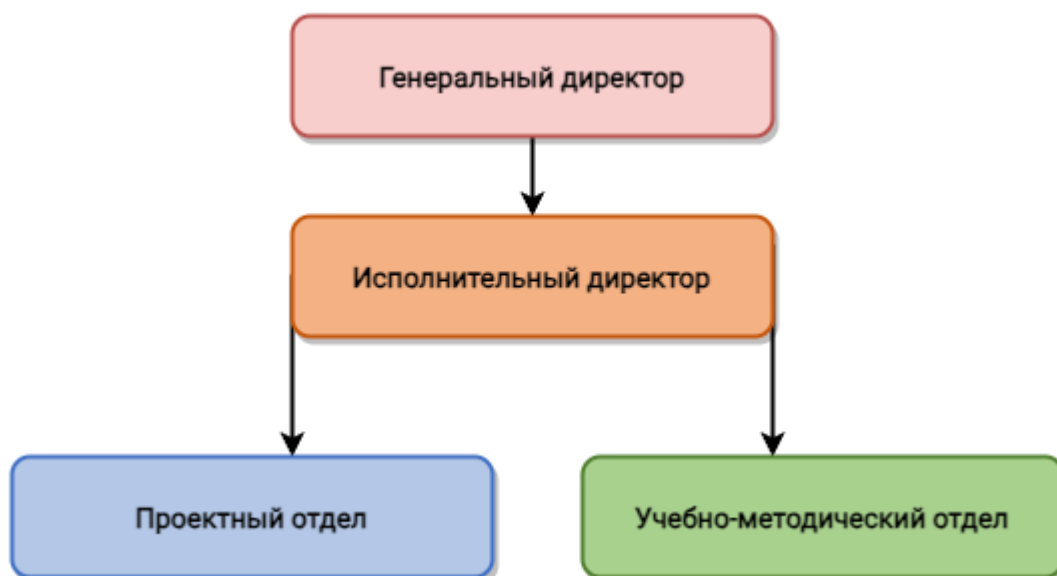 Генеральный директор
Исполнительный директор
Проектный отдел
Учебно-методический отдел